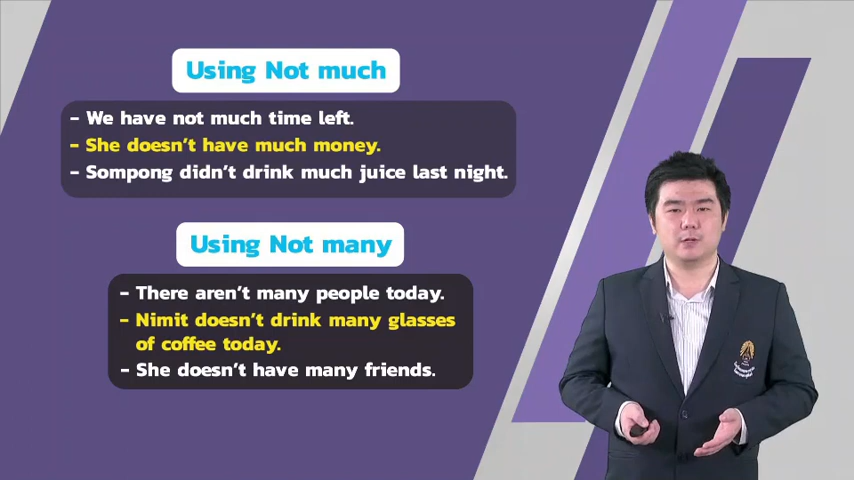 Using Not much
- We have not much time left.
- She doesn't have much money.
- Sompong didn't drink much juice last night.
Using Not many
- There aren't many people today.
- Nimit doesn't drink many glasses
of coffee today.
- She doesn't have many friends.